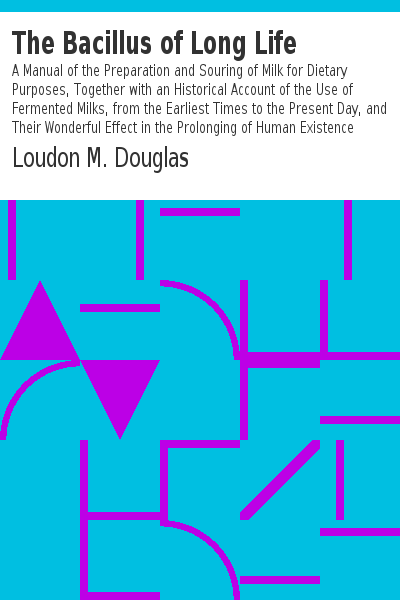 The Bacillus of Long Life
A Manual of the Preparation and Souring of Milk for Dietary
Purposes, Together with an Historical Account of the Use of
Fermented Milks, from the Earliest Times to the Present Day, and
Their Wonderful Effect in the Prolonging of Human Existence
Loudon M. Douglas